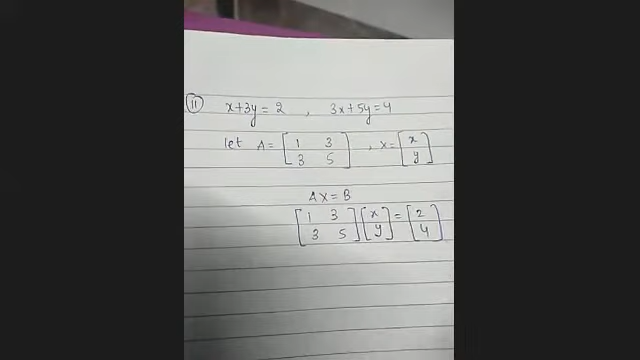 11 x+3y=2 , 3x+5y=4
let A=[1 3 3 5] , x=[x y]
AX=B
[1 3 3 5][x y]=[2 4]